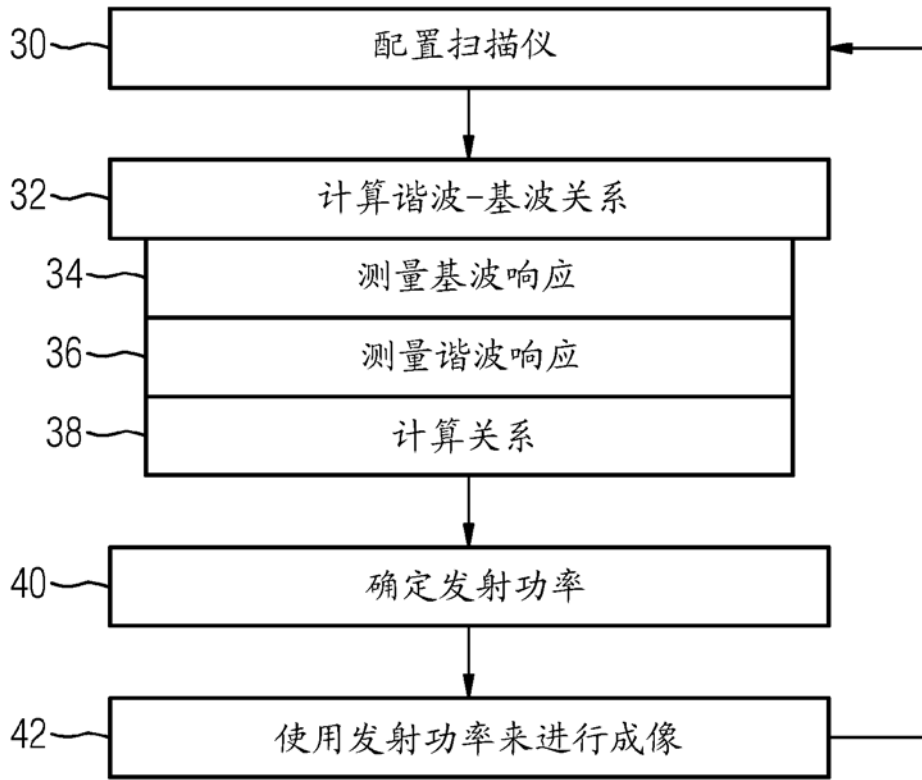 30 配置扫描仪
32 计算谐波-基波关系
34 测量基波响应
36 测量谐波响应
38 计算关系
40 确定发射功率
42 使用发射功率来进行成像